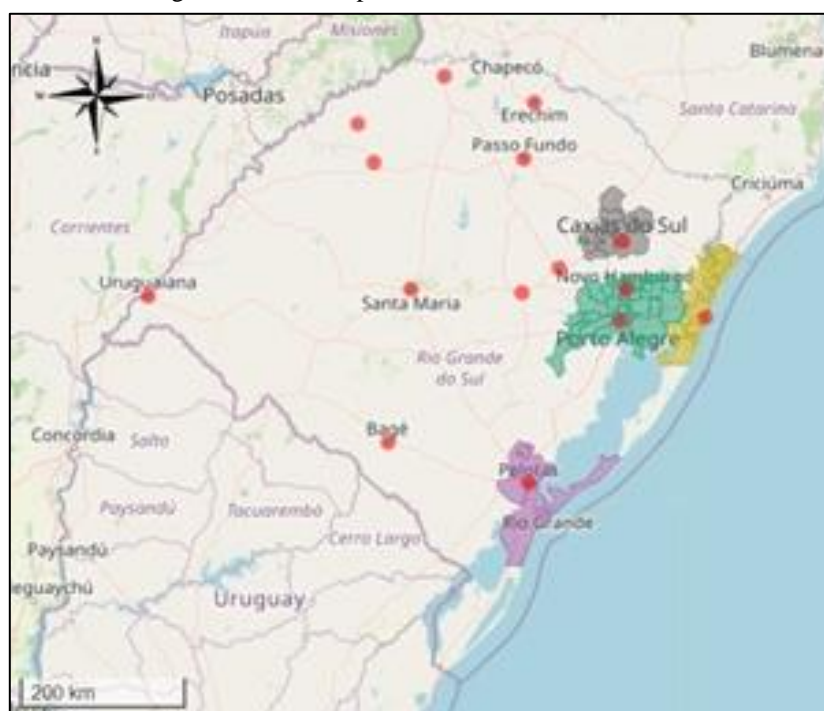 Itapúa
Misiones
Chapecó
Blumena
ncia
Posadas
Erechim
Santa Catarina
Passo Fundo
Criciúma
Corrientes
Caxias do Sul
Uruguaiana
Novo Hamburgo
Santa Maria
Porto Alegre
Rio Grande
do Sul
Bagé
Concordia
Salto
Pelotas
Paysandú
Tacuarembó
Rio Grande
Cerro Largo
Paysandú
eguaychú
Uruguay
200 km